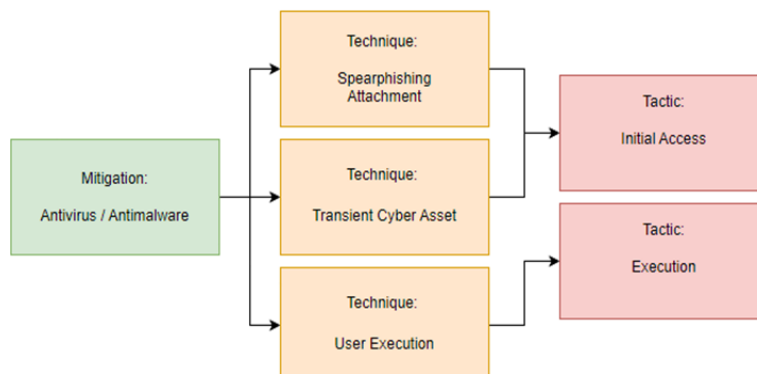 Mitigation:
Antivirus / Antimalware
Technique:
Spearphishing
Attachment
Technique:
Transient Cyber Asset
Technique:
User Execution
Tactic:
Initial Access
Tactic:
Execution